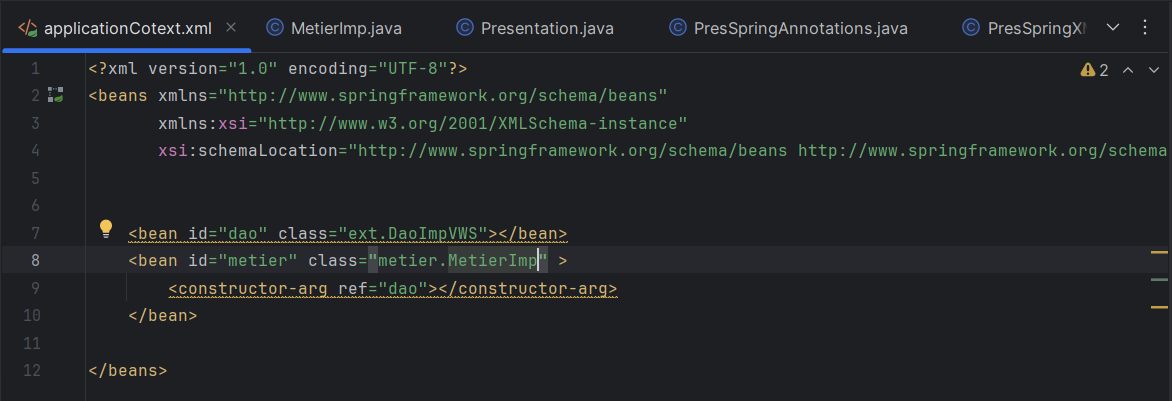 applicationCotext.xml MetierImp.java Presentation.java PresSpringAnnotations.java PresSpringXM
1 <?xml version="1.0" encoding="UTF-8"?> 2
2 <beans xmlns="http://www.springframework.org/schema/beans"
3 xmlns:xsi="http://www.w3.org/2001/XMLSchema-instance"
4 xsi:schemaLocation="http://www.springframework.org/schema/beans http://www.springframework.org/schema
5
6
7 <bean id="dao" class="ext.DaoImpVWS"></bean>
8 <bean id="metier" class="metier.MetierImp" >
9 <constructor-arg ref="dao"></constructor-arg>
10 </bean>
11
12 </beans>